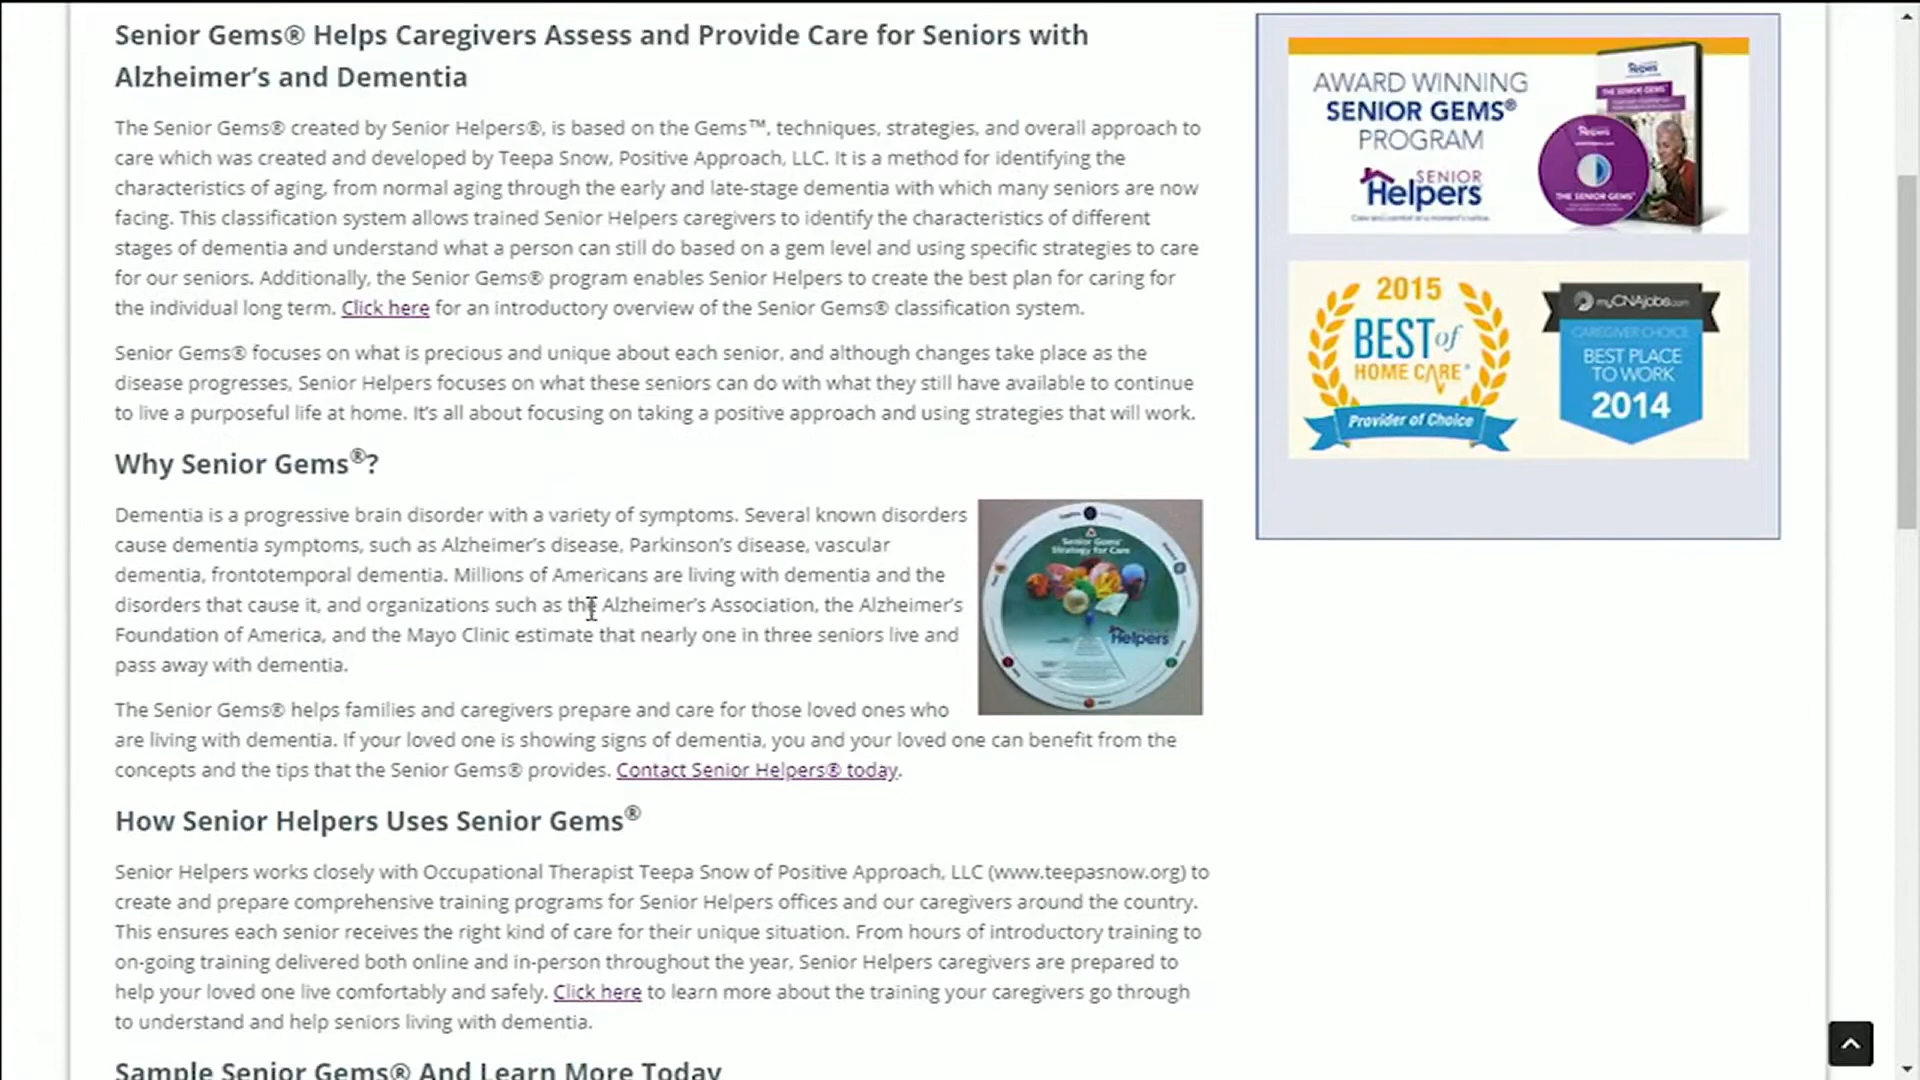 Senior Gems® Helps Caregivers Assess and Provide Care for Seniors with
Alzheimer's and Dementia
The Senior Gems® created by Senior Helpers®, is based on the Gems™, techniques, strategies, and overall approach to
care which was created and developed by Teepa Snow, Positive Approach, LLC. It is a method for identifying the
characteristics of aging, from normal aging through the early and late-stage dementia with which many seniors are now
facing. This classification system allows trained Senior Helpers caregivers to identify the characteristics of different
stages of dementia and understand what a person can still do based on a gem level and using specific strategies to care
for our seniors. Additionally, the Senior Gems® program enables Senior Helpers to create the best plan for caring for
the individual long term. Click here for an introductory overview of the Senior Gems® classification system.
Senior Gems® focuses on what is precious and unique about each senior, and although changes take place as the
disease progresses, Senior Helpers focuses on what these seniors can do with what they still have available to continue
to live a purposeful life at home. It's all about focusing on taking a positive approach and using strategies that will work.
Why Senior Gems®?
Dementia is a progressive brain disorder with a variety of symptoms. Several known disorders
cause dementia symptoms, such as Alzheimer's disease, Parkinson's disease, vascular
dementia, frontotemporal dementia. Millions of Americans are living with dementia and the
disorders that cause it, and organizations such as the Alzheimer's Association, the Alzheimer's
Foundation of America, and the Mayo Clinic estimate that nearly one in three seniors live and
pass away with dementia.
Senior Gems®
Strategy for Care
Helpers
The Senior Gems® helps families and caregivers prepare and care for those loved ones who
are living with dementia. If your loved one is showing signs of dementia, you and your loved one can benefit from the
concepts and the tips that the Senior Gems® provides. Contact Senior Helpers® today.
How Senior Helpers Uses Senior Gems®
Senior Helpers works closely with Occupational Therapist Teepa Snow of Positive Approach, LLC (www.teepasnow.org) to
create and prepare comprehensive training programs for Senior Helpers offices and our caregivers around the country.
This ensures each senior receives the right kind of care for their unique situation. From hours of introductory training to
on-going training delivered both online and in-person throughout the year, Senior Helpers caregivers are prepared to
help your loved one live comfortably and safely. Click here to learn more about the training your caregivers go through
to understand and help seniors living with dementia.
Sample Senior Gems® And Learn More Today
AWARD WINNING
SENIOR GEMS®
PROGRAM
SENIOR
Helpers
Care and comfort at a moment's notice.
Helpers
THE SENIOR GEMS
Helpers
THE SENIOR GEMS
2015
BEST of
HOME CARE®
Provider of Choice
myCNAjobs.com
CAREGIVER CHOICE
BEST PLACE
TO WORK
2014